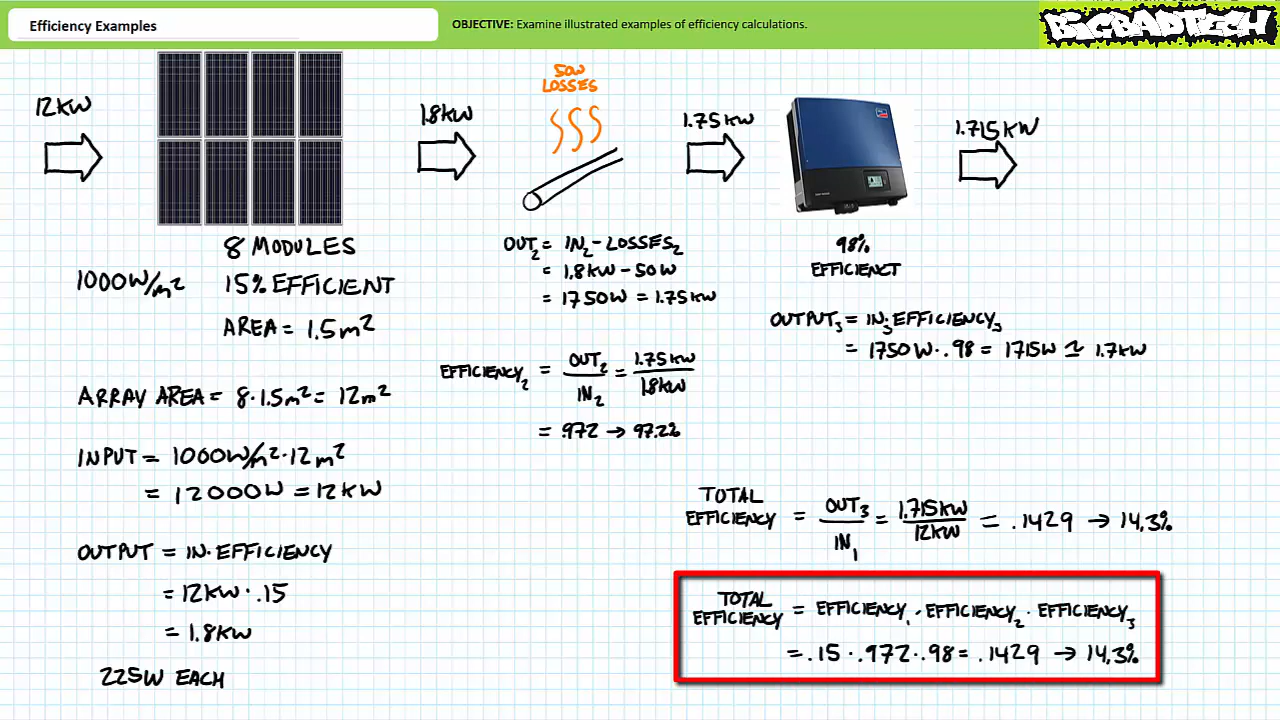 Efficiency Examples
OBJECTIVE: Examine illustrated examples of efficiency calculations.
BIGBADTECH
12KW
1.8KW
50W
LOSSES
1.75KW
1.715KW
8 MODULES
1000W/m² 15% EFFICIENT
AREA = 1.5m²
ARRAY AREA = 8·1.5m² = 12m²
INPUT = 1000W/m²·12m²
= 12000W = 12KW
OUTPUT = IN·EFFICIENCY
= 12KW·.15
= 1.8KW
225W EACH
OUT₂ = IN₂-LOSSES₂
= 1.8KW-50W
= 1750W = 1.75KW
EFFICIENCY₂ = OUT₂/IN₂ = 1.75KW/1.8KW
= .972 → 97.2%
98%
EFFICIENCT
OUTPUT₃ = IN₃·EFFICIENCY₃
= 1750W·.98 = 1715W ≃ 1.7KW
TOTAL
EFFICIENCY = OUT₃/IN₁ = 1.715KW/12KW = .1429 → 14.3%
TOTAL
EFFICIENCY = EFFICIENCY₁·EFFICIENCY₂·EFFICIENCY₃
= .15·.972·.98 = .1429 → 14.3%